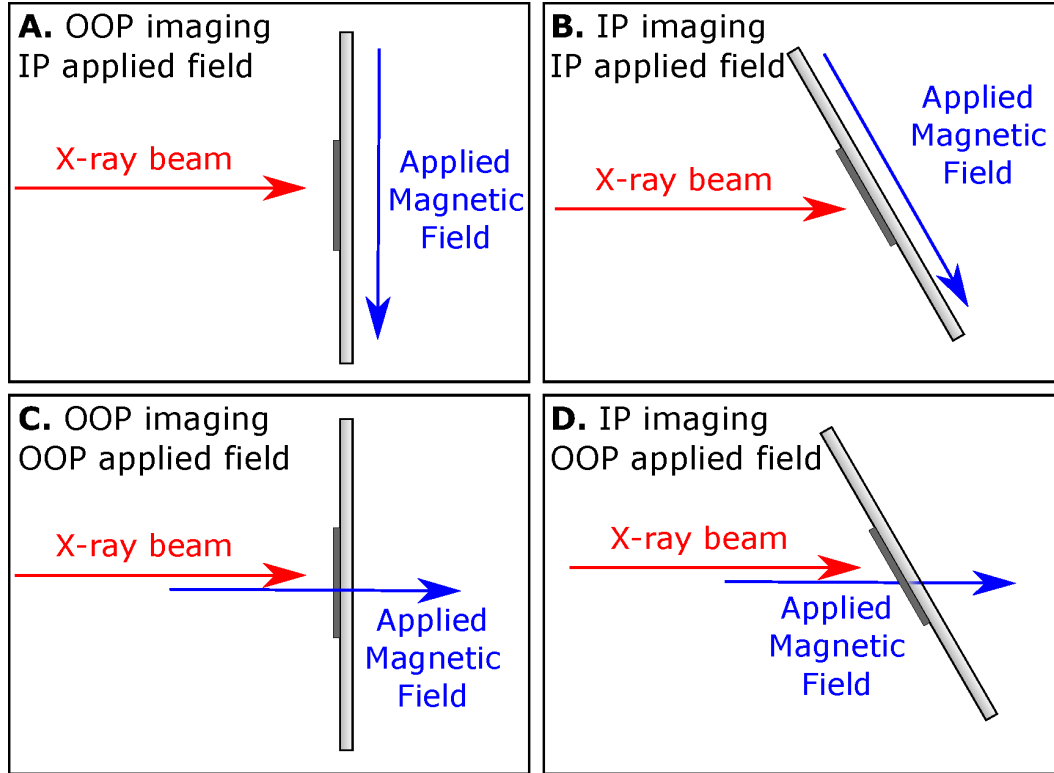 A. OOP imaging
IP applied field
X-ray beam
Applied
Magnetic
Field
B. IP imaging
IP applied field
X-ray beam
Applied
Magnetic
Field
C. OOP imaging
OOP applied field
X-ray beam
Applied
Magnetic
Field
D. IP imaging
OOP applied field
X-ray beam
Applied
Magnetic
Field